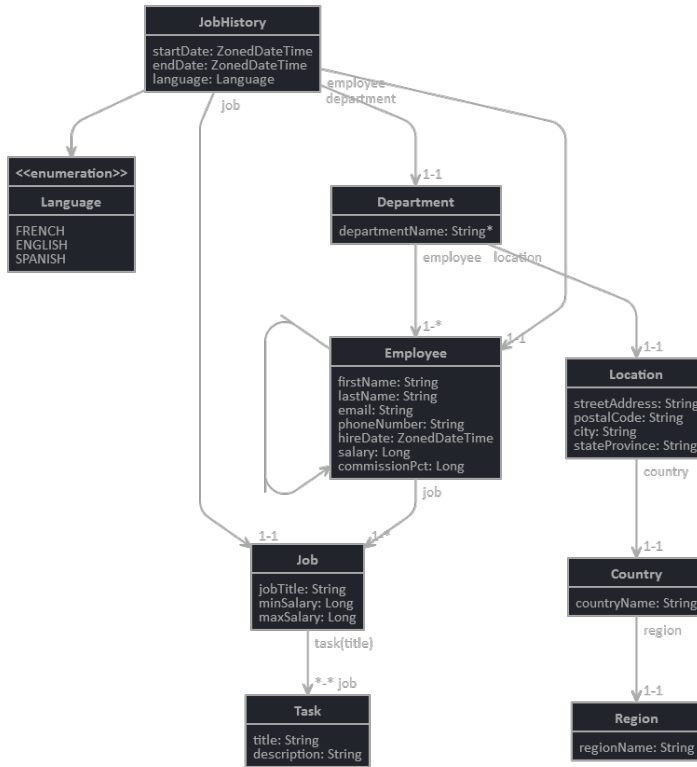 JobHistory
startDate: ZonedDateTime
endDate: ZonedDateTime
language: Language
employee
department
job
<<enumeration>>
Language
FRENCH
ENGLISH
SPANISH
1-1
Department
departmentName: String*
employee
location
1-*
1-1
1-1
Employee
firstName: String
lastName: String
email: String
phoneNumber: String
hireDate: ZonedDateTime
salary: Long
commissionPct: Long
Location
streetAddress: String
postalCode: String
city: String
stateProvince: String
job
country
1-1
1-*
1-1
Job
jobTitle: String
minSalary: Long
maxSalary: Long
Country
countryName: String
task(title)
region
*-* job
1-1
Task
title: String
description: String
Region
regionName: String